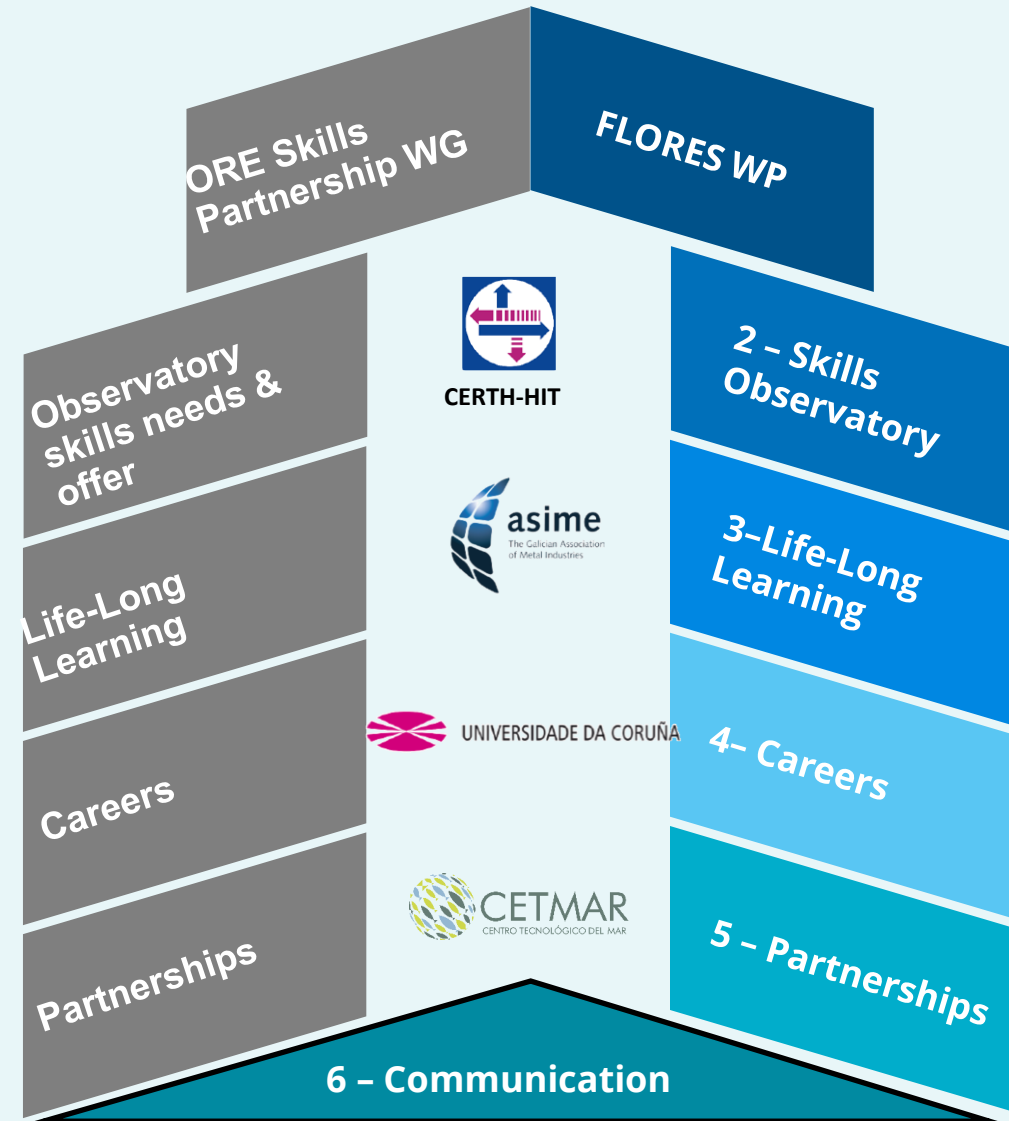 ORE Skills
Partnership WG
FLORES WP
Observatory
skills needs &
offer
CERTH-HIT
2 – Skills
Observatory
Life-Long
Learning
asime
The Galician Association
of Metal Industries
3–Life-Long
Learning
Careers
UNIVERSIDADE DA CORUÑA
4– Careers
Partnerships
CETMAR
CENTRO TECNOLÓGICO DEL MAR
5 – Partnerships
6 – Communication